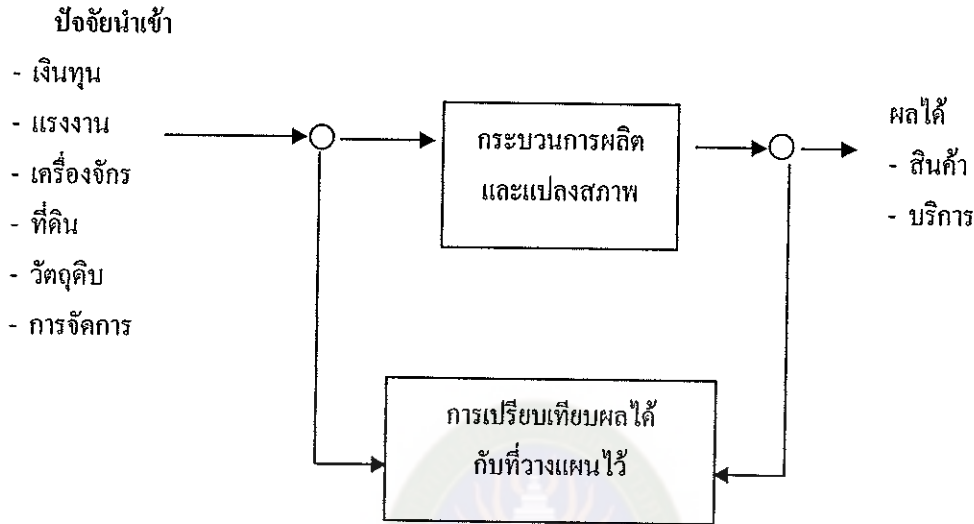 ปัจจัยนำเข้า
- เงินทุน
- แรงงาน
- เครื่องจักร
- ที่ดิน
- วัตถุดิบ
- การจัดการ
กระบวนการผลิต
และแปลงสภาพ
ผลได้
- สินค้า
- บริการ
การเปรียบเทียบผลได้
กับที่วางแผนไว้